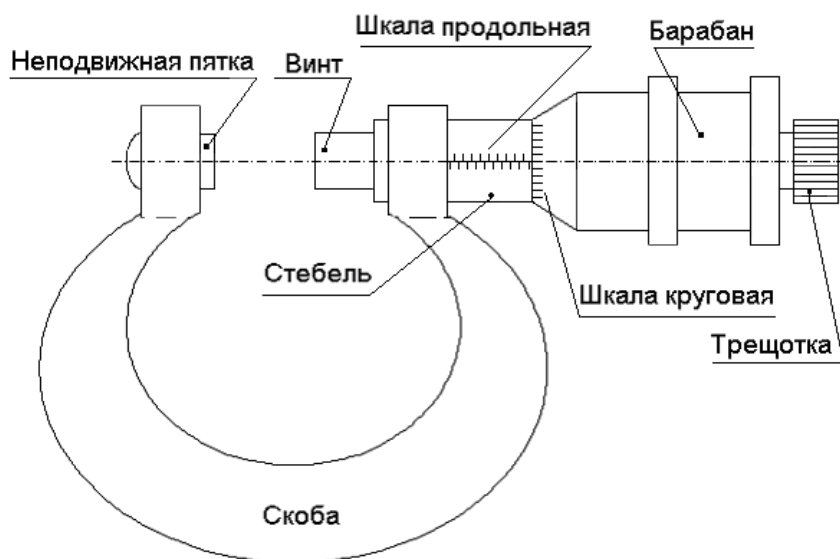 Шкала продольная
Барабан
Неподвижная пятка
Винт
Стебель
Шкала круговая
Трещотка
Скоба